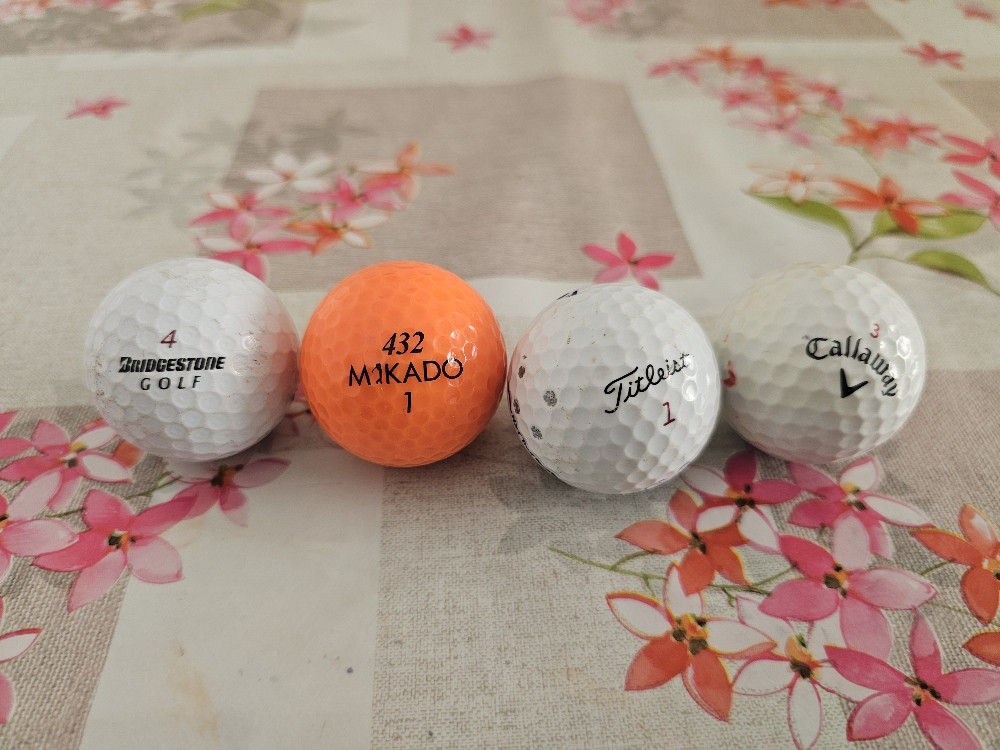 4
BRIDGESTONE
GOLF
432
MIKADO
1
Titleist
1
3
Callaway